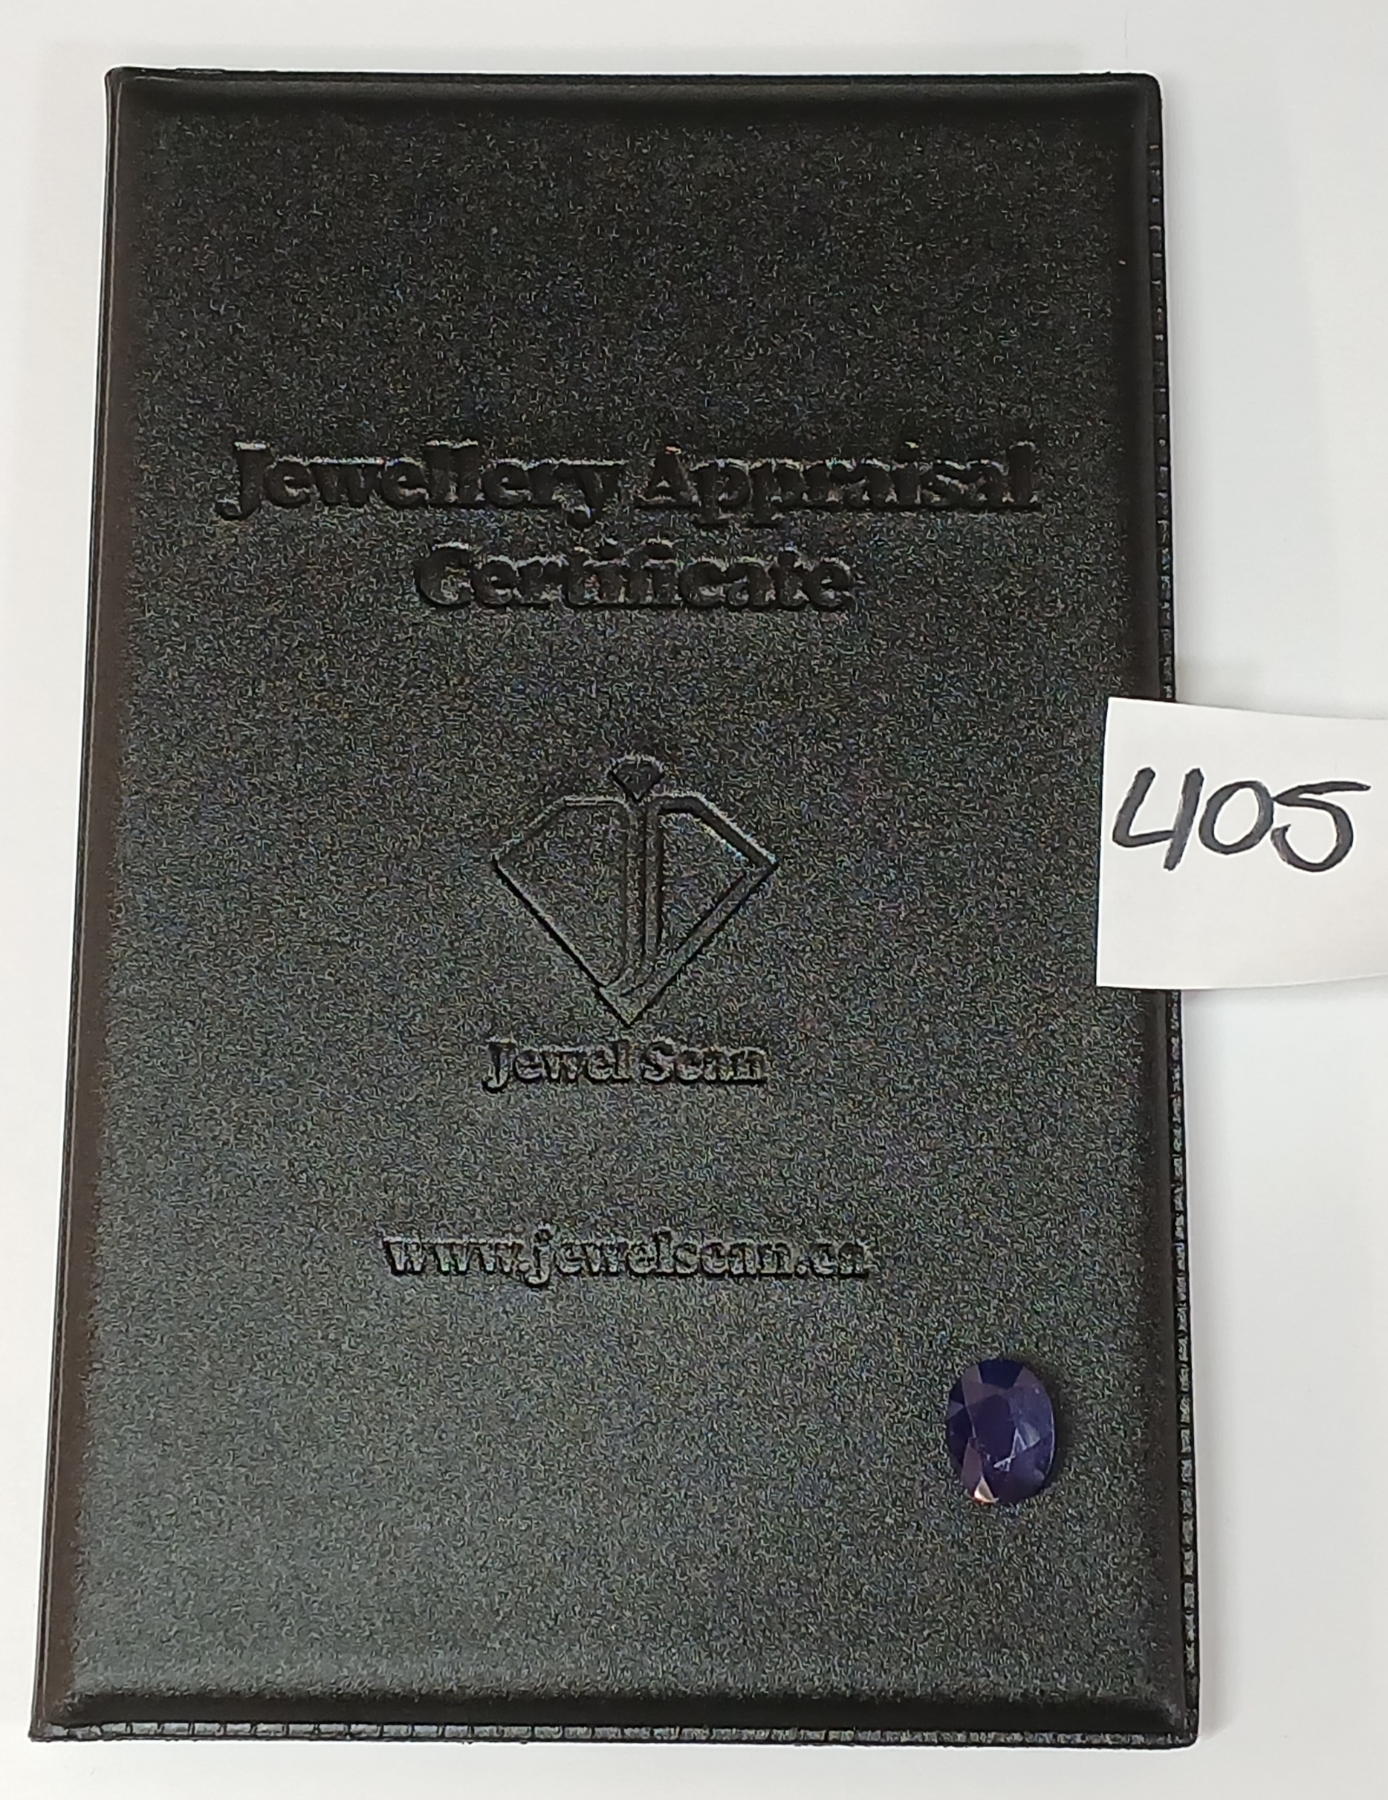 Jewellery Appraisal
Certificate
405
Jewel Scan
www.jewelscan.ca